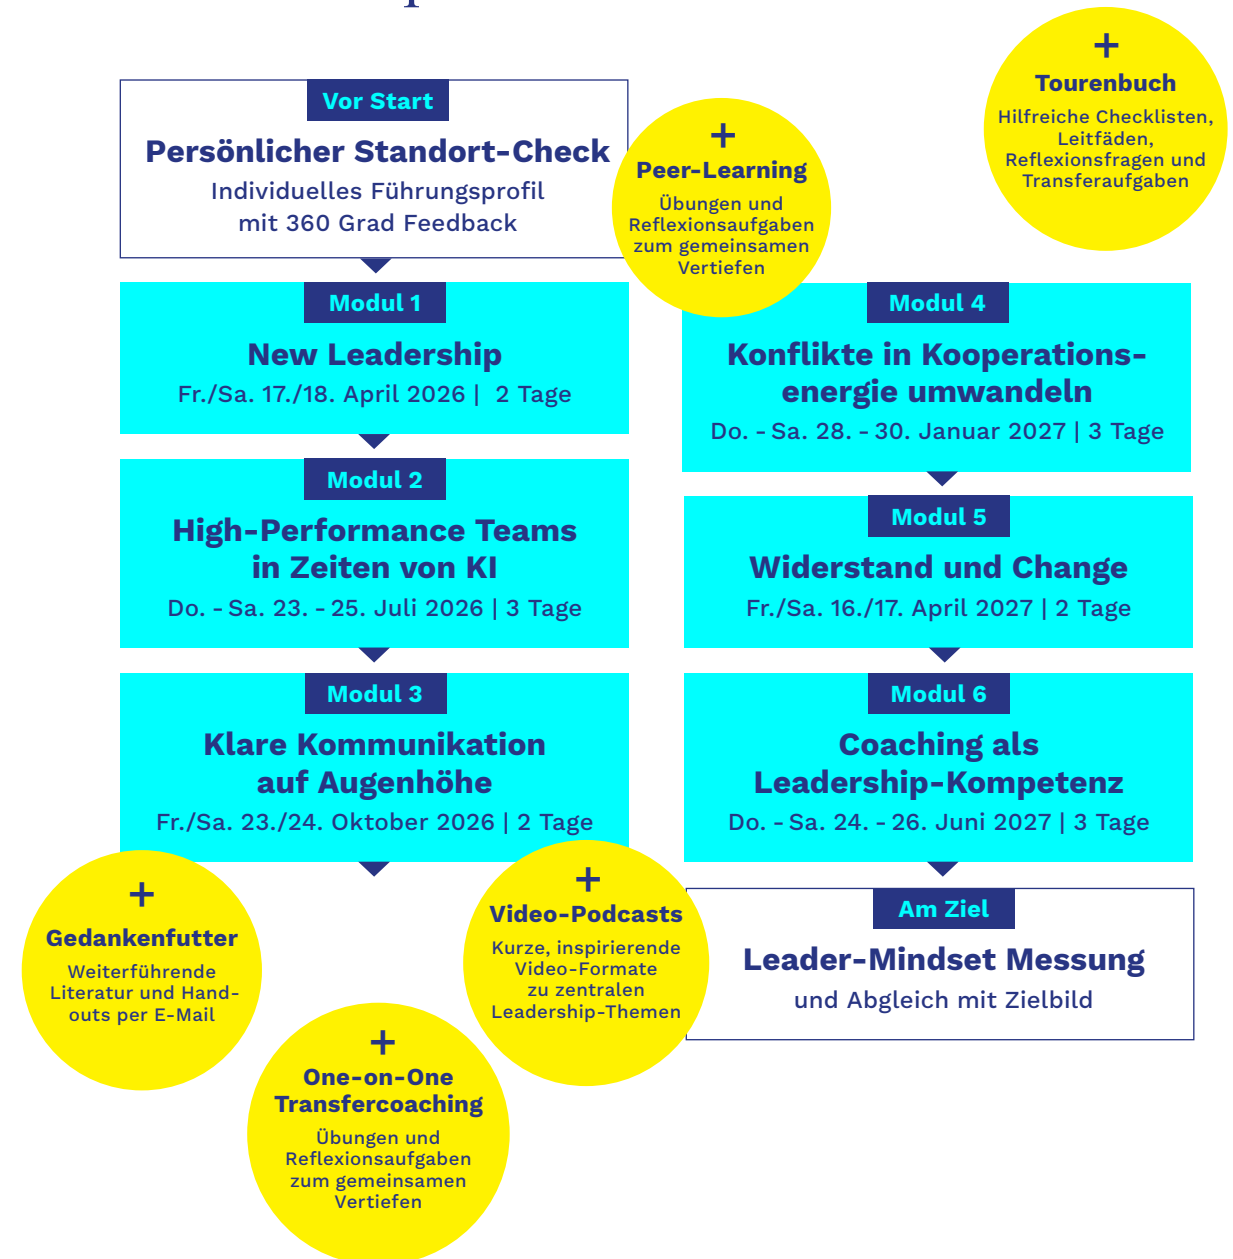 Vor Start
Persönlicher Standort-Check
Individuelles Führungsprofil
mit 360 Grad Feedback
Modul 1
New Leadership
Fr./Sa. 17./18. April 2026 | 2 Tage
Modul 2
High-Performance Teams
in Zeiten von KI
Do. - Sa. 23. - 25. Juli 2026 | 3 Tage
Modul 3
Klare Kommunikation
auf Augenhöhe
Fr./Sa. 23./24. Oktober 2026 | 2 Tage
+
Peer-Learning
Übungen und
Reflexionsaufgaben
zum gemeinsamen
Vertiefen
+
Tourenbuch
Hilfreiche Checklisten,
Leitfäden,
Reflexionsfragen und
Transferaufgaben
Modul 4
Konflikte in Kooperations-
energie umwandeln
Do. - Sa. 28. - 30. Januar 2027 | 3 Tage
Modul 5
Widerstand und Change
Fr./Sa. 16./17. April 2027 | 2 Tage
Modul 6
Coaching als
Leadership-Kompetenz
Do. - Sa. 24. - 26. Juni 2027 | 3 Tage
Am Ziel
Leader-Mindset Messung
und Abgleich mit Zielbild
+
Gedankenfutter
Weiterführende
Literatur und Hand-
outs per E-Mail
+
One-on-One
Transfercoaching
Übungen und
Reflexionsaufgaben
zum gemeinsamen
Vertiefen
+
Video-Podcasts
Kurze, inspirierende
Video-Formate
zu zentralen
Leadership-Themen